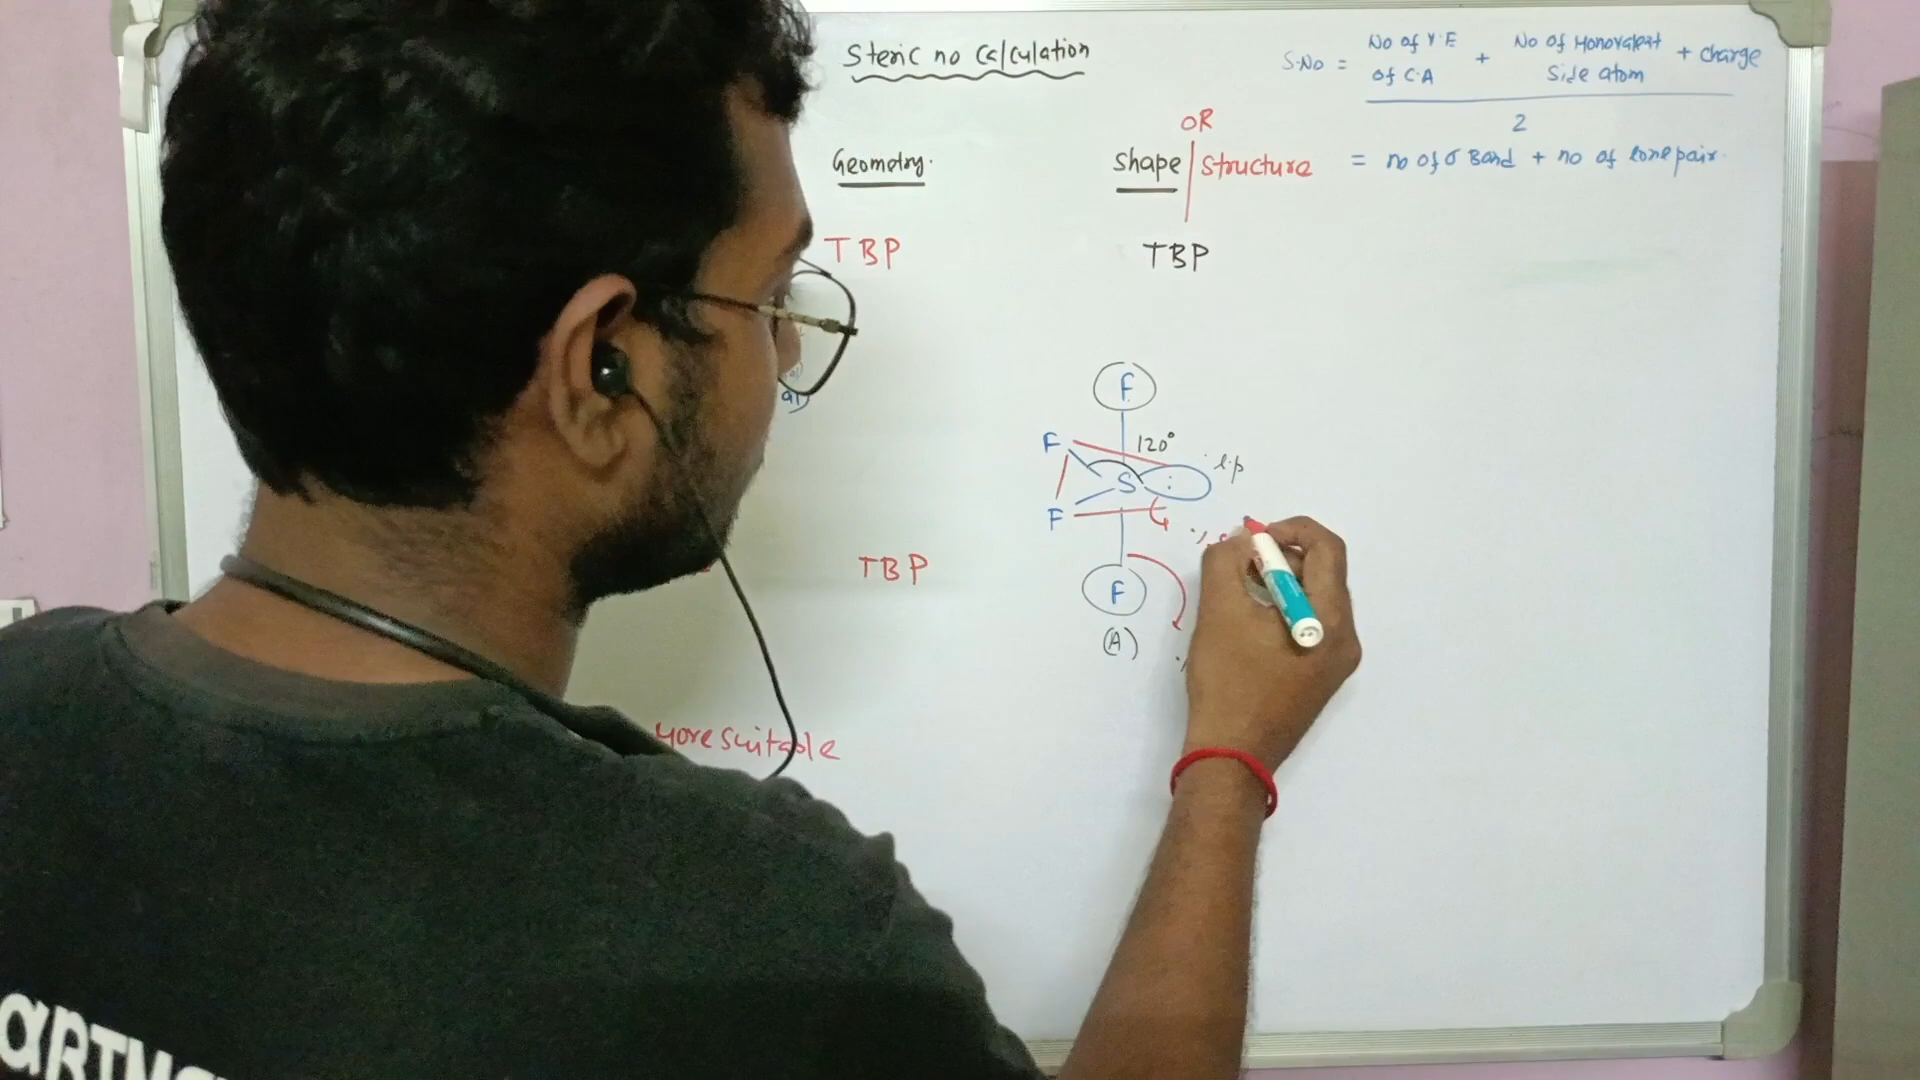 Steric no Calculation
S.No = No of V.E of C.A + No of Monovalent Side atom + charge
2
= no of σ Bond + no of lone pair.
OR
Geometry.
shape | structure
TBP
TBP
F
F
120°
l.p
S :
F
TBP
F
(A)
More suitable